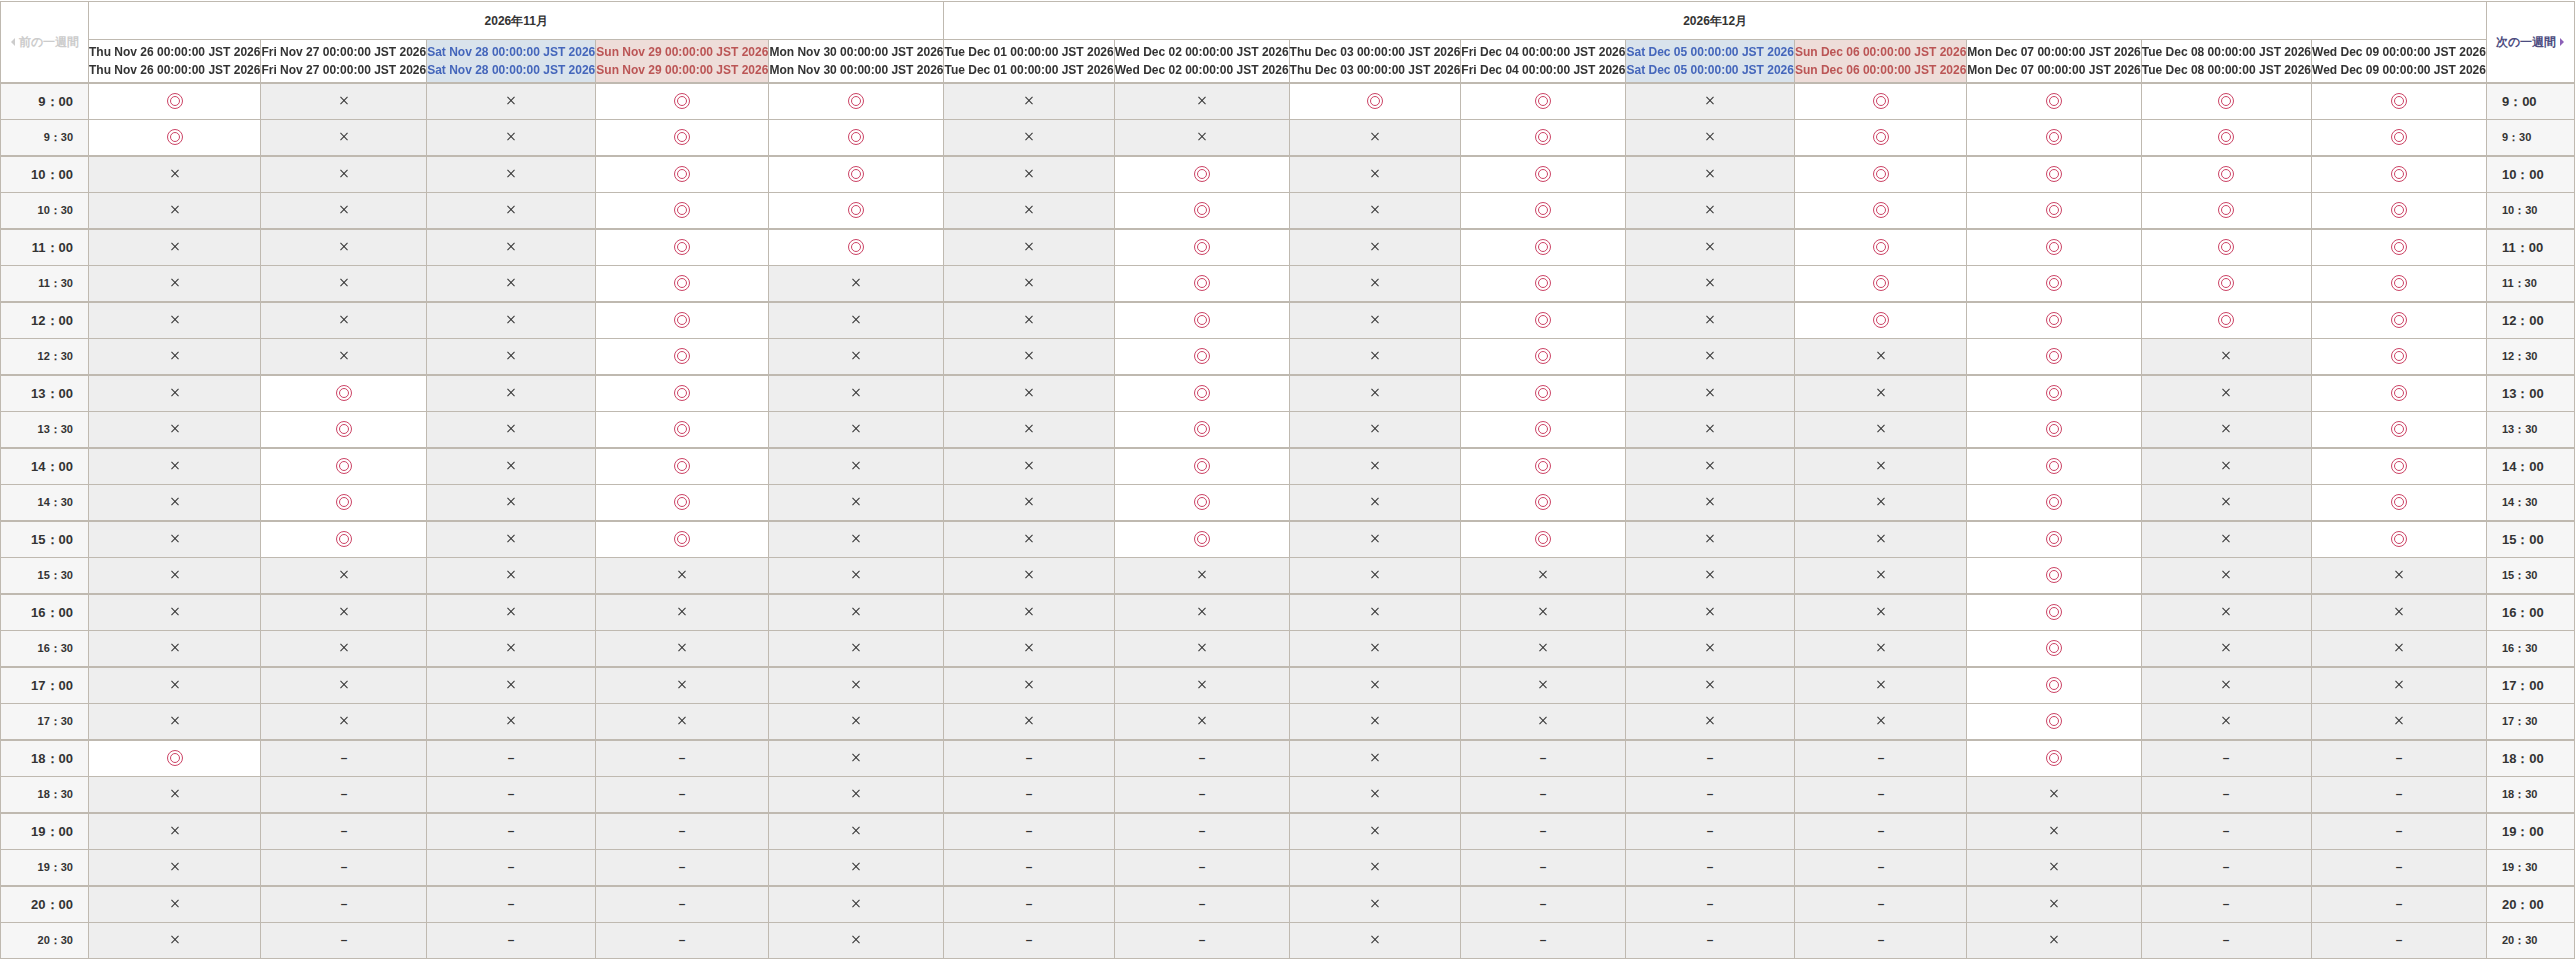 2026年11月 2026年12月
前の一週間 次の一週間
Thu Nov 26 00:00:00 JST 2026 Fri Nov 27 00:00:00 JST 2026 Sat Nov 28 00:00:00 JST 2026 Sun Nov 29 00:00:00 JST 2026 Mon Nov 30 00:00:00 JST 2026 Tue Dec 01 00:00:00 JST 2026 Wed Dec 02 00:00:00 JST 2026 Thu Dec 03 00:00:00 JST 2026 Fri Dec 04 00:00:00 JST 2026 Sat Dec 05 00:00:00 JST 2026 Sun Dec 06 00:00:00 JST 2026 Mon Dec 07 00:00:00 JST 2026 Tue Dec 08 00:00:00 JST 2026 Wed Dec 09 00:00:00 JST 2026
Thu Nov 26 00:00:00 JST 2026 Fri Nov 27 00:00:00 JST 2026 Sat Nov 28 00:00:00 JST 2026 Sun Nov 29 00:00:00 JST 2026 Mon Nov 30 00:00:00 JST 2026 Tue Dec 01 00:00:00 JST 2026 Wed Dec 02 00:00:00 JST 2026 Thu Dec 03 00:00:00 JST 2026 Fri Dec 04 00:00:00 JST 2026 Sat Dec 05 00:00:00 JST 2026 Sun Dec 06 00:00:00 JST 2026 Mon Dec 07 00:00:00 JST 2026 Tue Dec 08 00:00:00 JST 2026 Wed Dec 09 00:00:00 JST 2026
9：00 ◎ × × ◎ ◎ × × ◎ ◎ × ◎ ◎ ◎ ◎ 9：00
9：30 ◎ × × ◎ ◎ × × × ◎ × ◎ ◎ ◎ ◎ 9：30
10：00 × × × ◎ ◎ × ◎ × ◎ × ◎ ◎ ◎ ◎ 10：00
10：30 × × × ◎ ◎ × ◎ × ◎ × ◎ ◎ ◎ ◎ 10：30
11：00 × × × ◎ ◎ × ◎ × ◎ × ◎ ◎ ◎ ◎ 11：00
11：30 × × × ◎ × × ◎ × ◎ × ◎ ◎ ◎ ◎ 11：30
12：00 × × × ◎ × × ◎ × ◎ × ◎ ◎ ◎ ◎ 12：00
12：30 × × × ◎ × × ◎ × ◎ × × ◎ × ◎ 12：30
13：00 × ◎ × ◎ × × ◎ × ◎ × × ◎ × ◎ 13：00
13：30 × ◎ × ◎ × × ◎ × ◎ × × ◎ × ◎ 13：30
14：00 × ◎ × ◎ × × ◎ × ◎ × × ◎ × ◎ 14：00
14：30 × ◎ × ◎ × × ◎ × ◎ × × ◎ × ◎ 14：30
15：00 × ◎ × ◎ × × ◎ × ◎ × × ◎ × ◎ 15：00
15：30 × × × × × × × × × × × ◎ × × 15：30
16：00 × × × × × × × × × × × ◎ × × 16：00
16：30 × × × × × × × × × × × ◎ × × 16：30
17：00 × × × × × × × × × × × ◎ × × 17：00
17：30 × × × × × × × × × × × ◎ × × 17：30
18：00 ◎ − − − × − − × − − − ◎ − − 18：00
18：30 × − − − × − − × − − − × − − 18：30
19：00 × − − − × − − × − − − × − − 19：00
19：30 × − − − × − − × − − − × − − 19：30
20：00 × − − − × − − × − − − × − − 20：00
20：30 × − − − × − − × − − − × − − 20：30